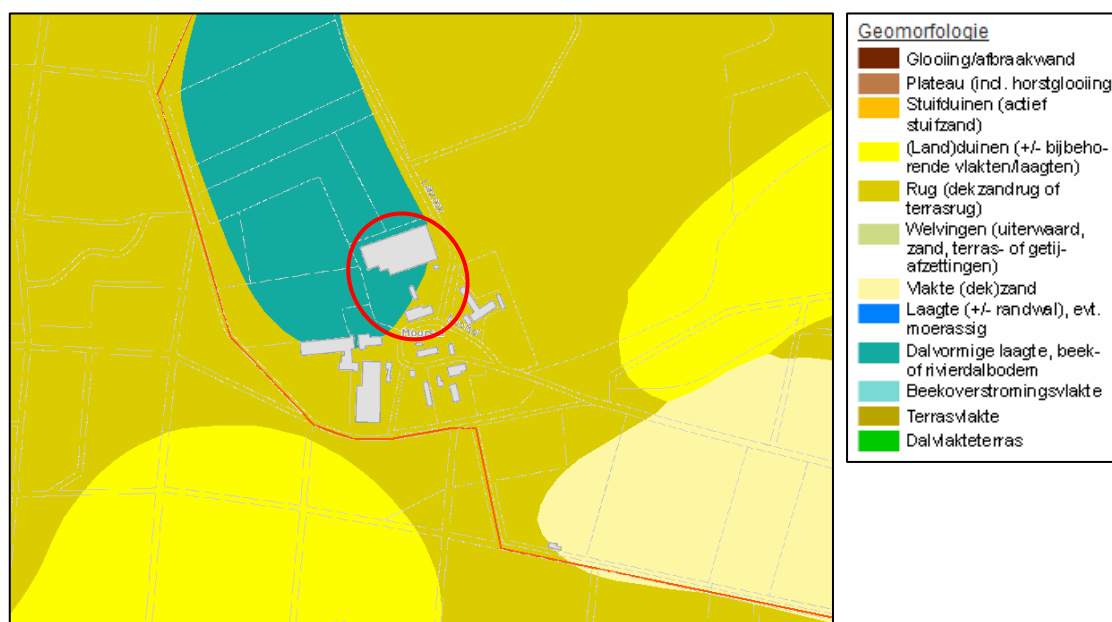 Geomorfologie
Glooiing/afbraakwand
Plateau (incl. horstglooiing
Stuifduinen (actief
stuifzand)
(Land)duinen (+/- bijbeho-
rende vlakten/laagten)
Rug (dekzandrug of
terrasrug)
Welvingen (uiterwaard,
zand, terras- of getij-
afzettingen)
Vlakte (dek)zand
Laagte (+/- randwal), evt.
moerassig
Dalvormige laagte, beek-
of rivierdalbodem
Beekoverstromingsvlakte
Terrasvlakte
Dalvlakteterras